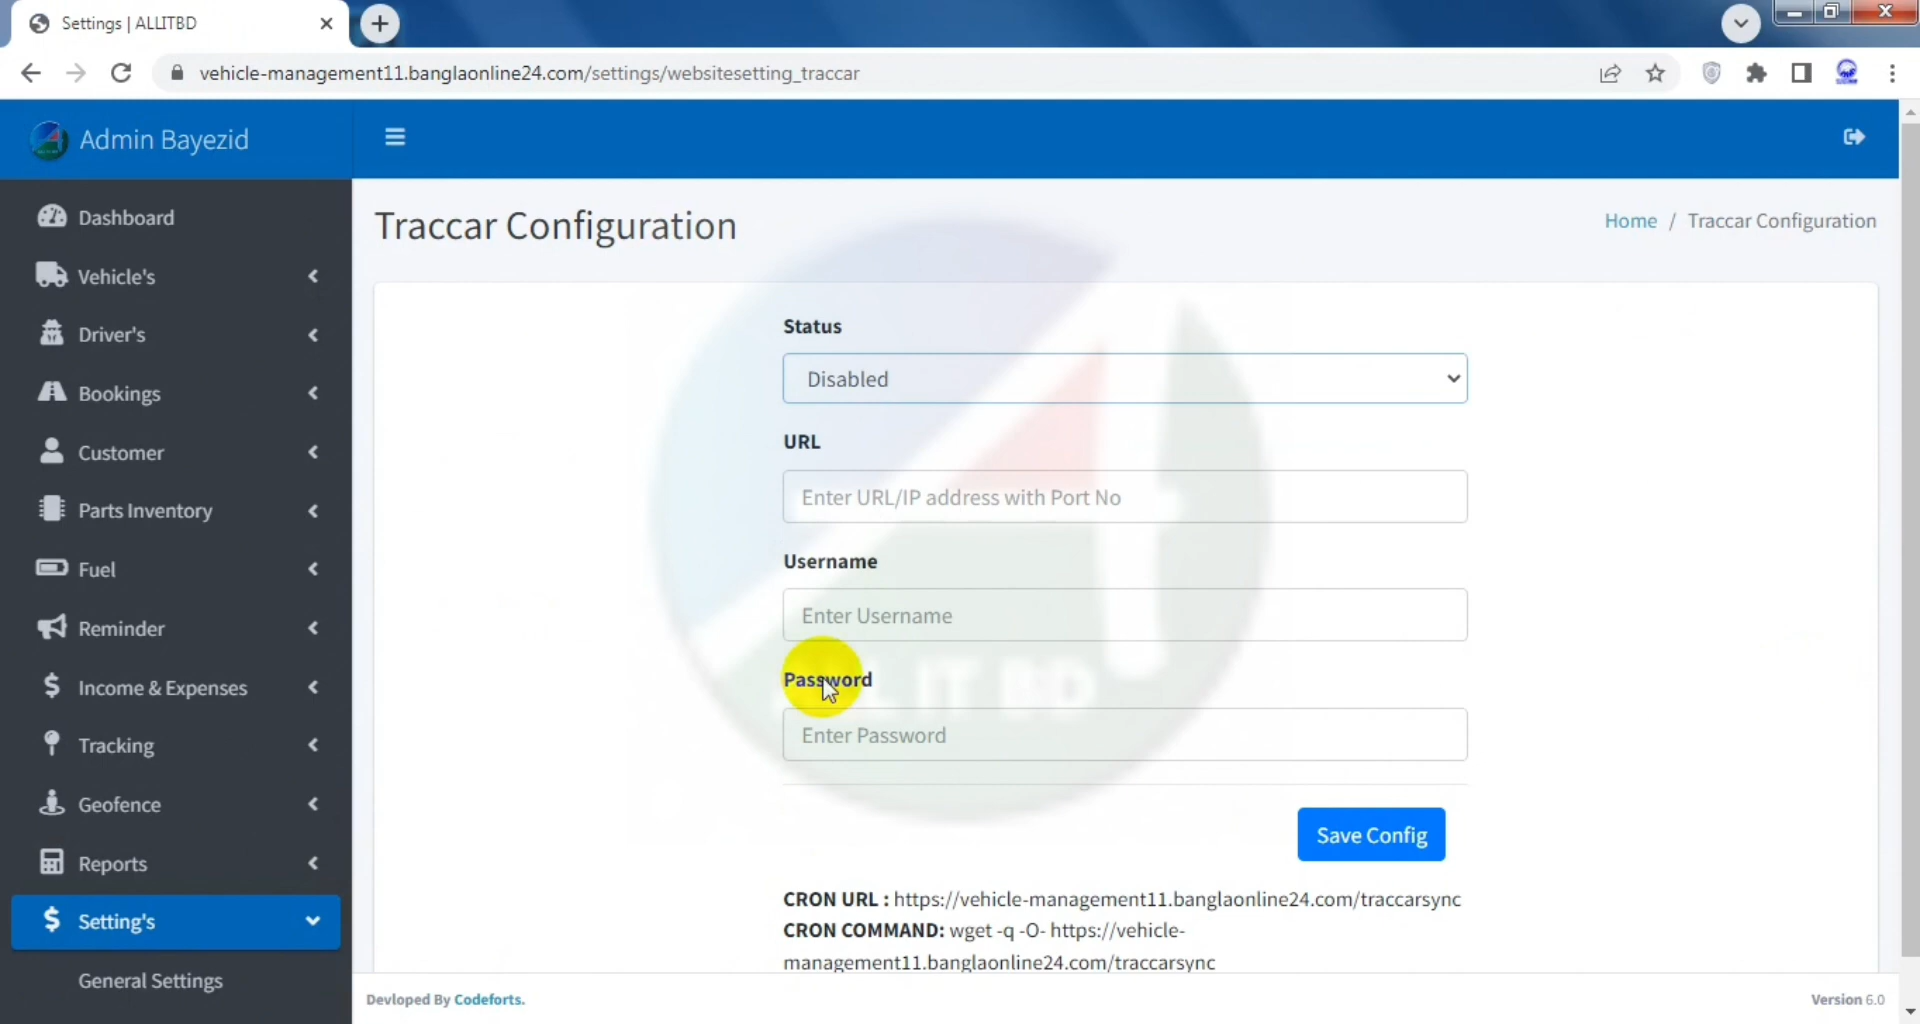 Settings | ALLITBD
vehicle-management11.banglaonline24.com/settings/websitesetting_traccar
Admin Bayezid
Dashboard
Vehicle's
Driver's
Bookings
Customer
Parts Inventory
Fuel
Reminder
Income & Expenses
Tracking
Geofence
Reports
Setting's
General Settings
Traccar Configuration
Home / Traccar Configuration
Status
Disabled
URL
Enter URL/IP address with Port No
Username
Enter Username
Password
Enter Password
ALL IT BD
Save Config
CRON URL : https://vehicle-management11.banglaonline24.com/traccarsync
CRON COMMAND: wget -q -O- https://vehicle-
management11.banglaonline24.com/traccarsync
Devloped By Codeforts.
Version 6.0